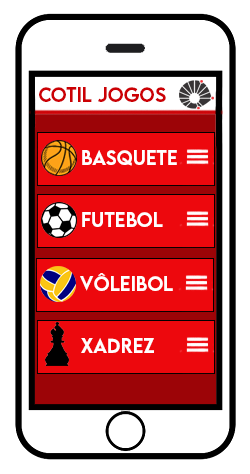 COTIL JOGOS
BASQUETE
FUTEBOL
VÔLEIBOL
XADREZ